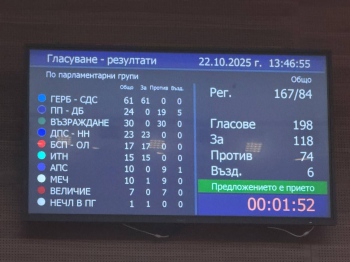 Гласуване - резултати 22.10.2025 г. 13:46:55
По парламентарни групи
Общо За Против Възд.
ГЕРБ - СДС 61 61 0 0
ПП - ДБ 24 0 19 5
ВЪЗРАЖДАНЕ 30 0 30 0
ДПС - НН 23 23 0 0
БСП - ОЛ 17 17 0 0
ИТН 15 15 0 0
АПС 10 0 9 1
МЕЧ 10 1 9 0
ВЕЛИЧИЕ 7 0 7 0
НЕЧЛ В ПГ 1 1 0 0
Общо
Рег. 167/84
Гласове 198
За 118
Против 74
Възд. 6
Предложението е прието
00:01:52